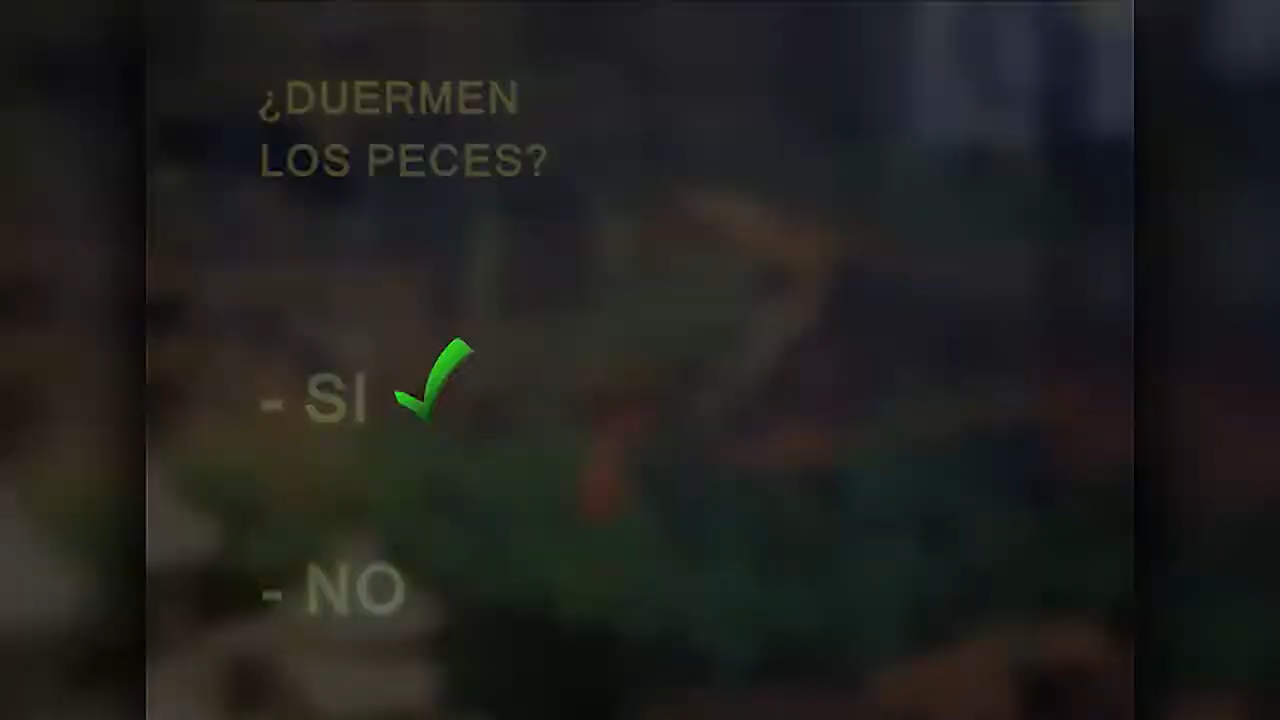 ¿DUERMEN
LOS PECES?
- SI
- NO